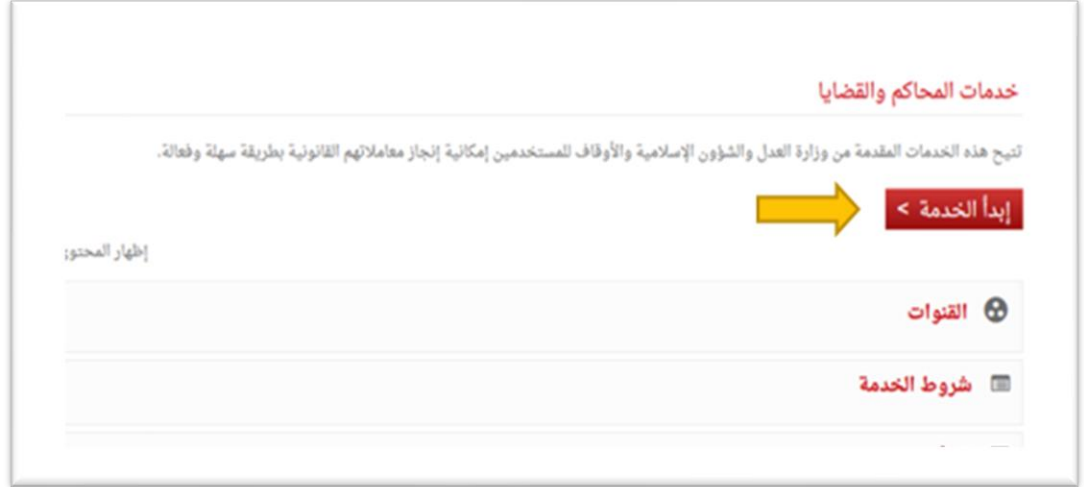 خدمات المحاكم والقضايا
تتيح هذه الخدمات المقدمة من وزارة العدل والشؤون الإسلامية والأوقاف للمستخدمين إمكانية إنجاز معاملاتهم القانونية بطريقة سهلة وفعالة.
إبدأ الخدمة >
إظهار المحتوى
القنوات
شروط الخدمة